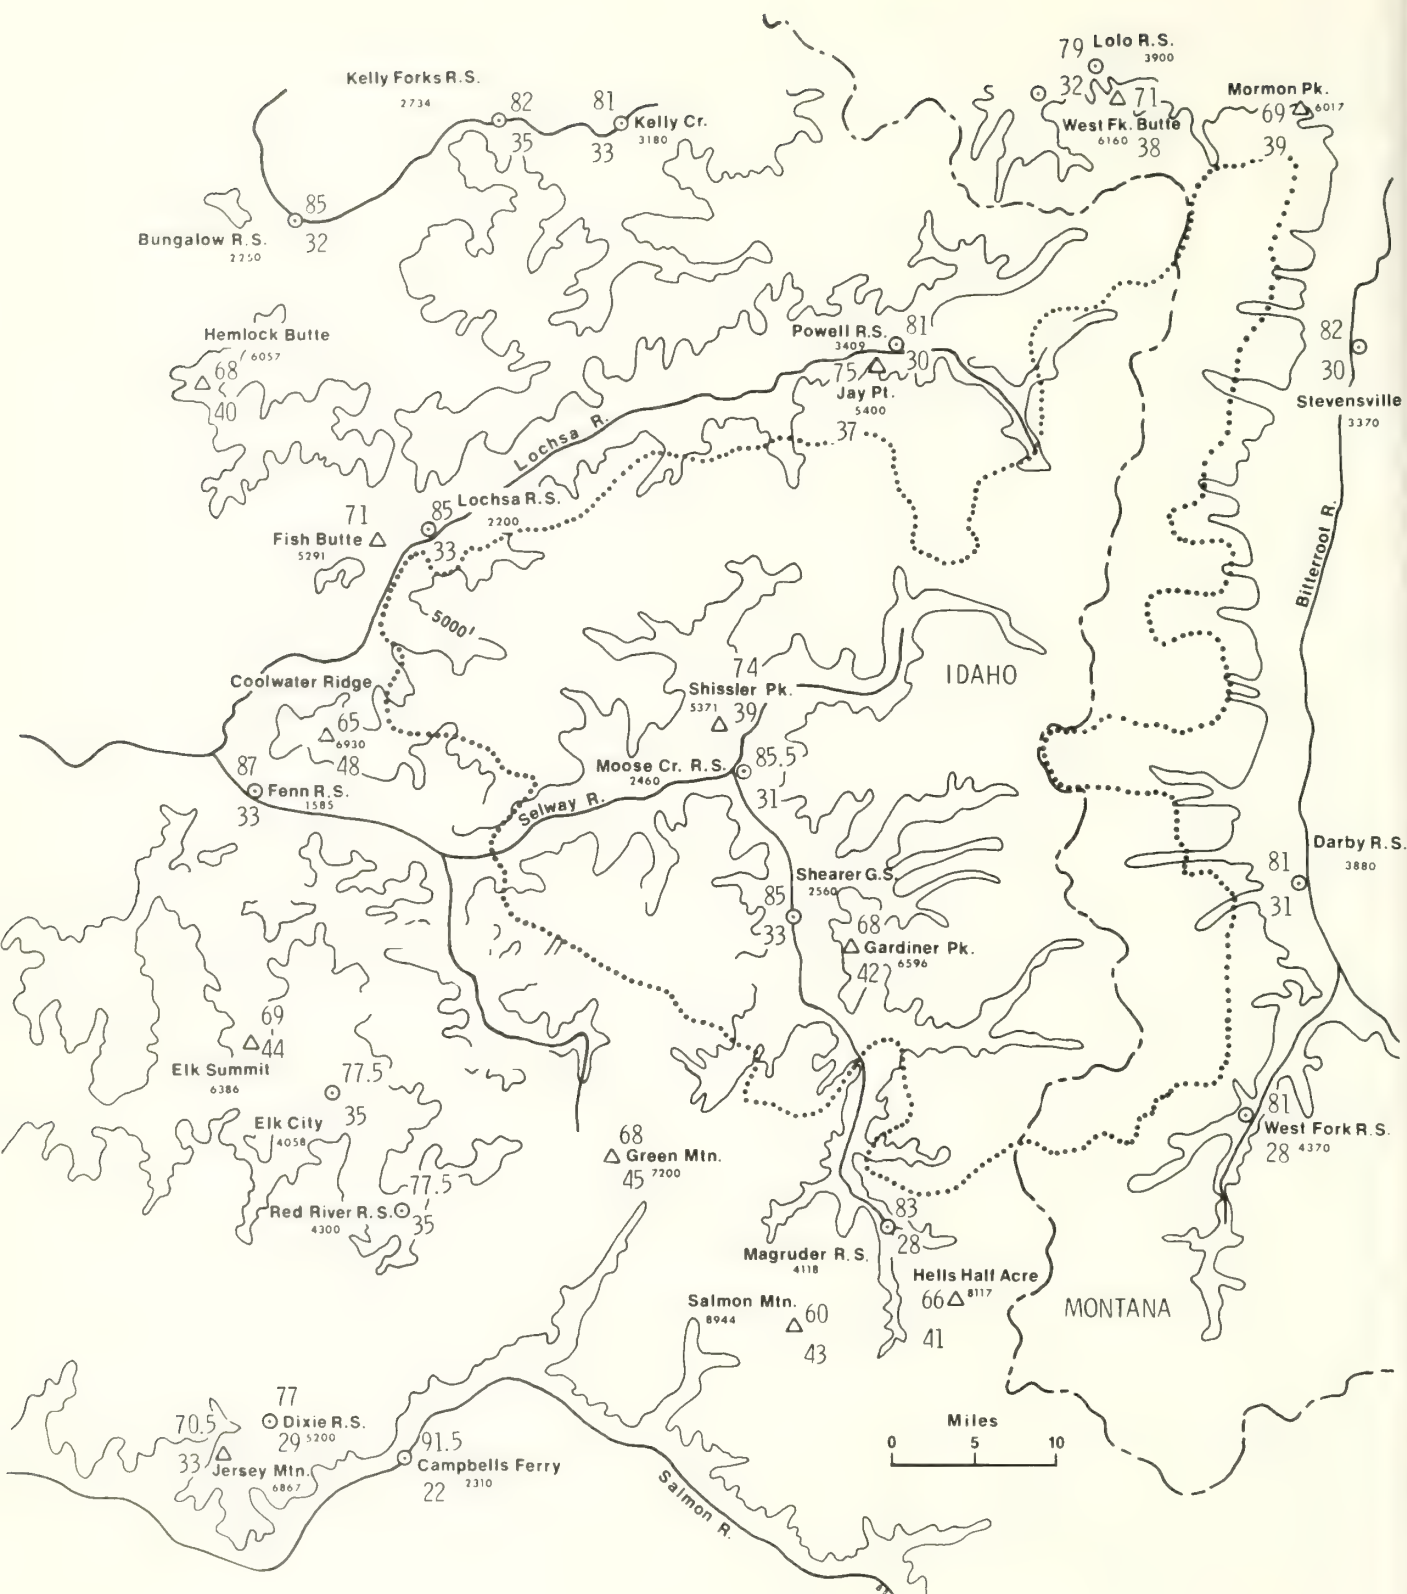 79 Lolo R.S.
3900
32
71
West Fk. Butte
6160 38
Mormon Pk.
69 6017
39
Kelly Forks R.S.
2734
82
35
81
Kelly Cr.
3180
33
85
Bungalow R.S.
2250
32
Hemlock Butte
6057
68
40
Powell R.S. 81
3409
30
75
Jay Pt.
5400
37
82
30
Stevensville
3370
Lochsa R.
85 Lochsa R.S.
2200
33
71
Fish Butte
5291
5000'
Bitterroot R.
IDAHO
Coolwater Ridge
65
6930
48
74
Shissler Pk.
5371 39
87
Fenn R.S.
1585
33
Moose Cr. R.S. 85.5
2460
31
Selway R.
Darby R.S.
3880
81
31
Shearer G.S.
2560
85
33
68
Gardiner Pk.
6596
42
69
44
Elk Summit
6386
77.5
35
Elk City
4058
77.5
Red River R.S.
4300
35
68
Green Mtn.
45 7200
81
West Fork R.S.
28 4370
83
28
Magruder R.S.
4118
Hells Half Acre
66 8117
41
Salmon Mtn. 60
8944
43
MONTANA
77
Dixie R.S.
29 5200
70.5
33 Jersey Mtn.
6867
91.5
Campbells Ferry
2310
22
Salmon R.
Miles
0 5 10